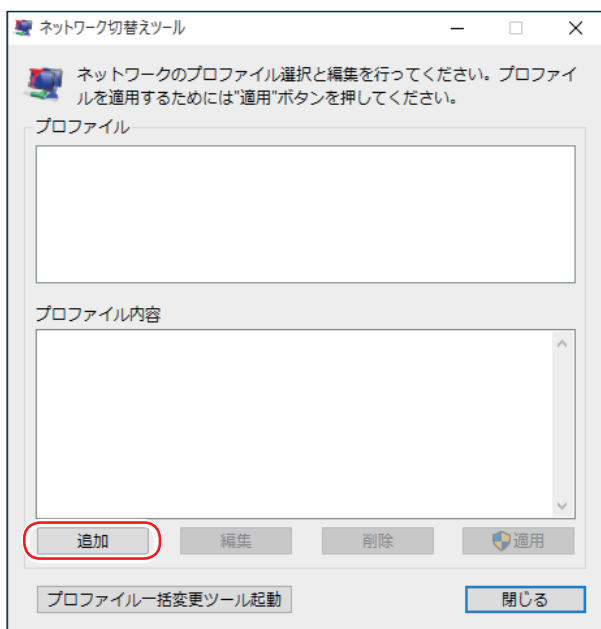 ネットワーク切替えツール
ネットワークのプロファイル選択と編集を行ってください。プロファイ
ルを適用するためには"適用"ボタンを押してください。
プロファイル
プロファイル内容
追加 編集 削除 適用
プロファイル一括変更ツール起動 閉じる